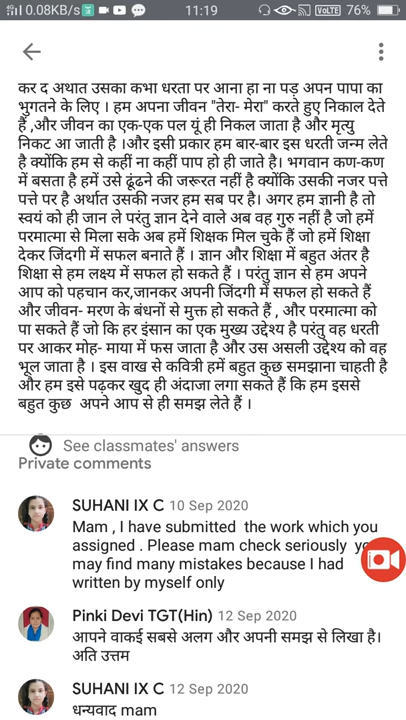 0.08KB/s 11:19 VoLTE 76%
कर द अर्थात उसका कभी धरती पर आना ही ना पड़े अपने पापों का
भुगतने के लिए । हम अपना जीवन "तेरा- मेरा" करते हुए निकाल देते
हैं ,और जीवन का एक-एक पल यूं ही निकल जाता है और मृत्यु
निकट आ जाती है ।और इसी प्रकार हम बार-बार इस धरती जन्म लेते
है क्योंकि हम से कहीं ना कहीं पाप हो ही जाते है। भगवान कण-कण
में बसता है हमें उसे ढूंढने की जरूरत नहीं है क्योंकि उसकी नजर पत्ते
पत्ते पर है अर्थात उसकी नजर हम सब पर है। अगर हम ज्ञानी है तो
स्वयं को ही जान ले परंतु ज्ञान देने वाले अब वह गुरु नहीं है जो हमें
परमात्मा से मिला सके अब हमें शिक्षक मिल चुके हैं जो हमें शिक्षा
देकर जिंदगी में सफल बनाते हैं । ज्ञान और शिक्षा में बहुत अंतर है
शिक्षा से हम लक्ष्य में सफल हो सकते हैं । परंतु ज्ञान से हम अपने
आप को पहचान कर,जानकर अपनी जिंदगी में सफल हो सकते हैं
और जीवन- मरण के बंधनों से मुक्त हो सकते हैं , और परमात्मा को
पा सकते हैं जो कि हर इंसान का एक मुख्य उद्देश्य है परंतु वह धरती
पर आकर मोह- माया में फस जाता है और उस असली उद्देश्य को वह
भूल जाता है । इस वाख से कवित्री हमें बहुत कुछ समझाना चाहती है
और हम इसे पढ़कर खुद ही अंदाजा लगा सकते हैं कि हम इससे
बहुत कुछ अपने आप से ही समझ लेते हैं ।
See classmates' answers
Private comments
SUHANI IX C 10 Sep 2020
Mam , I have submitted the work which you
assigned . Please mam check seriously
may find many mistakes because I had
written by myself only
Pinki Devi TGT(Hin) 12 Sep 2020
आपने वाकई सबसे अलग और अपनी समझ से लिखा है।
अति उत्तम
SUHANI IX C 12 Sep 2020
धन्यवाद mam